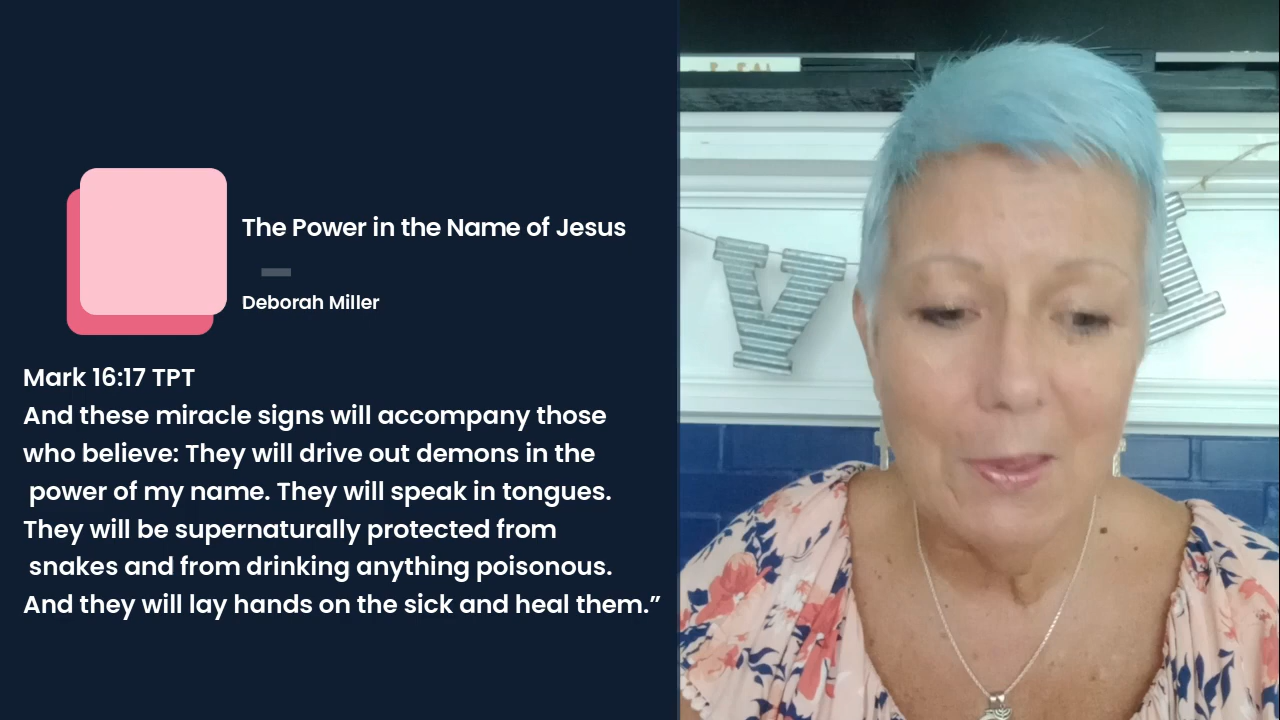 The Power in the Name of Jesus
Deborah Miller
Mark 16:17 TPT
And these miracle signs will accompany those
who believe: They will drive out demons in the
power of my name. They will speak in tongues.
They will be supernaturally protected from
snakes and from drinking anything poisonous.
And they will lay hands on the sick and heal them.”
V